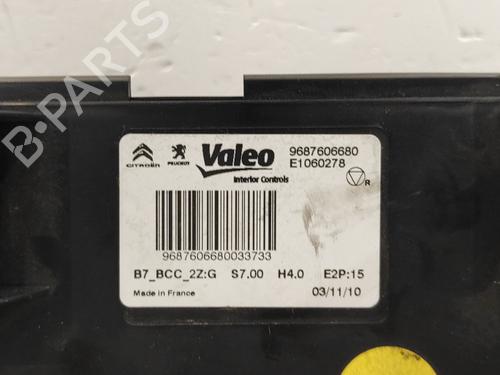 B-PARTS
CITROËN
PEUGEOT
Valeo
Interior Controls
9687606680
E1060278
R
9687606680033733
B7_BCC_2Z:G S7.00 H4.0 E2P:15
Made in France
03/11/10